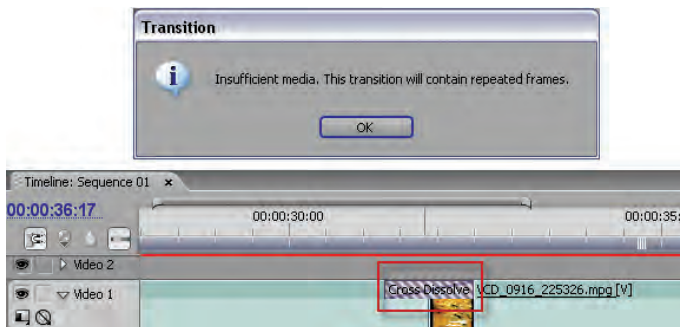 Transition
Insufficient media. This transition will contain repeated frames.
OK
Timeline: Sequence 01 ×
00:00:36:17
00:00:30:00 00:00:35:
Video 2
Video 1 Cross Dissolve VCD_0916_225326.mpg [V]